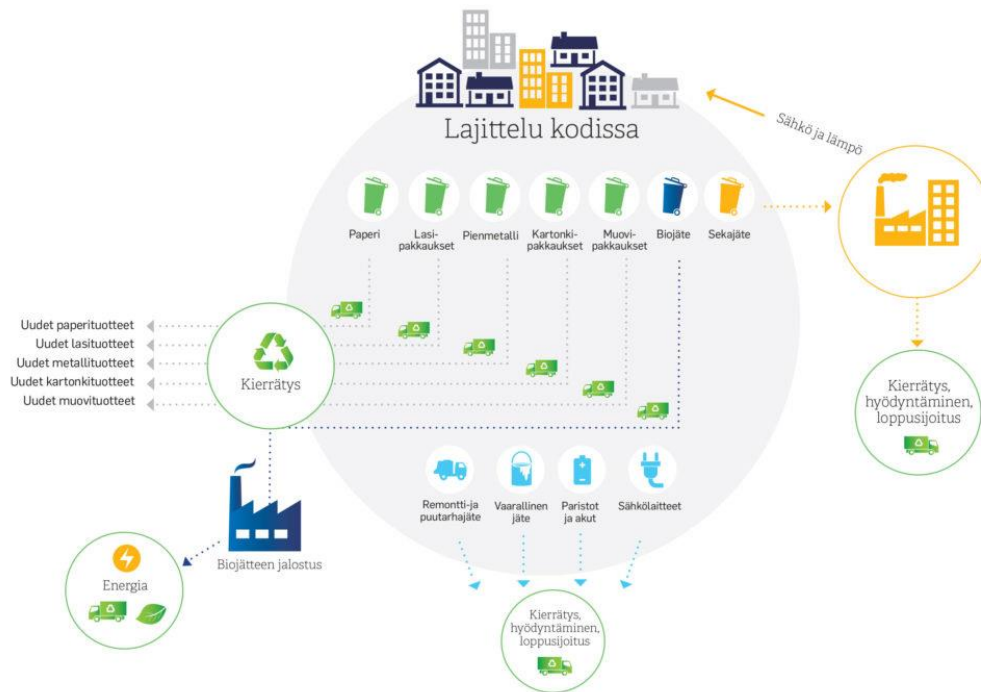 Lajittelu kodissa
Sähkö ja lämpö
Paperi
Lasi-
pakkaukset
Pienmetalli
Kartonki-
pakkaukset
Muovi-
pakkaukset
Biojäte
Sekajäte
Uudet paperituotteet
Uudet lasituotteet
Uudet metallituotteet
Uudet kartonkituotteet
Uudet muovituotteet
Kierrätys
Kierrätys,
hyödyntäminen,
loppusijoitus
Remontti-ja
puutarhajäte
Vaarallinen
jäte
Paristot
ja akut
Sähkölaitteet
Biojätteen jalostus
Energia
Kierrätys,
hyödyntäminen,
loppusijoitus